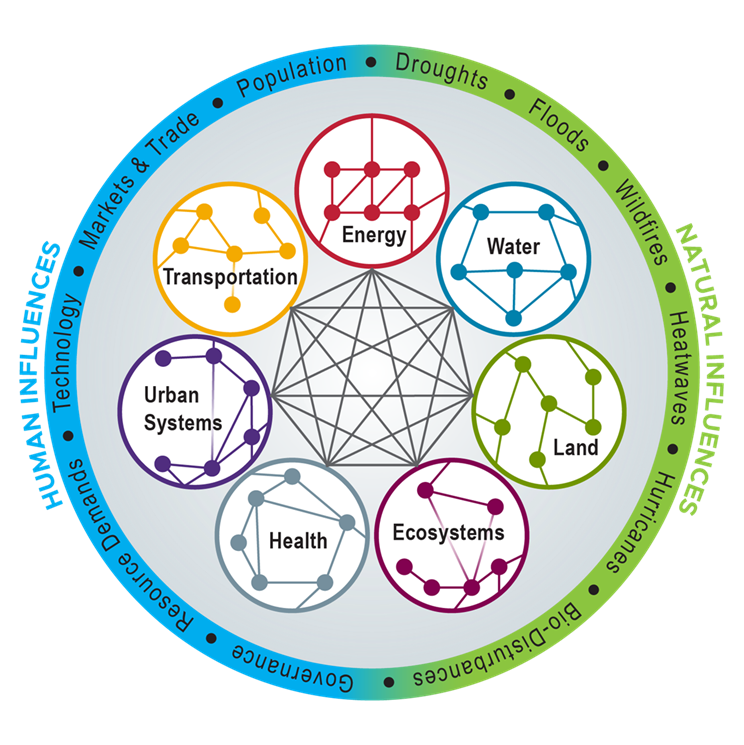 HUMAN INFLUENCES
Governance
Resource Demands
Technology
Markets & Trade
Population
Droughts
Floods
Wildfires
Heatwaves
Hurricanes
Bio-Disturbances
NATURAL INFLUENCES
Energy
Water
Land
Ecosystems
Health
Urban
Systems
Transportation